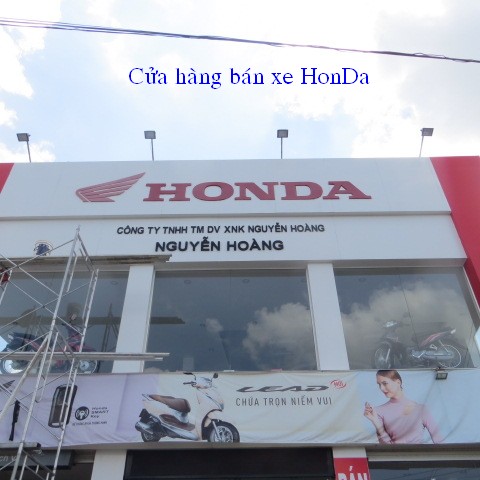 Cửa hàng bán xe HonDa
HONDA
CÔNG TY TNHH TM DV XNK NGUYỄN HOÀNG
NGUYỄN HOÀNG
LEAD
CHỨA TRỌN NIỀM VUI
SMART
BÁN